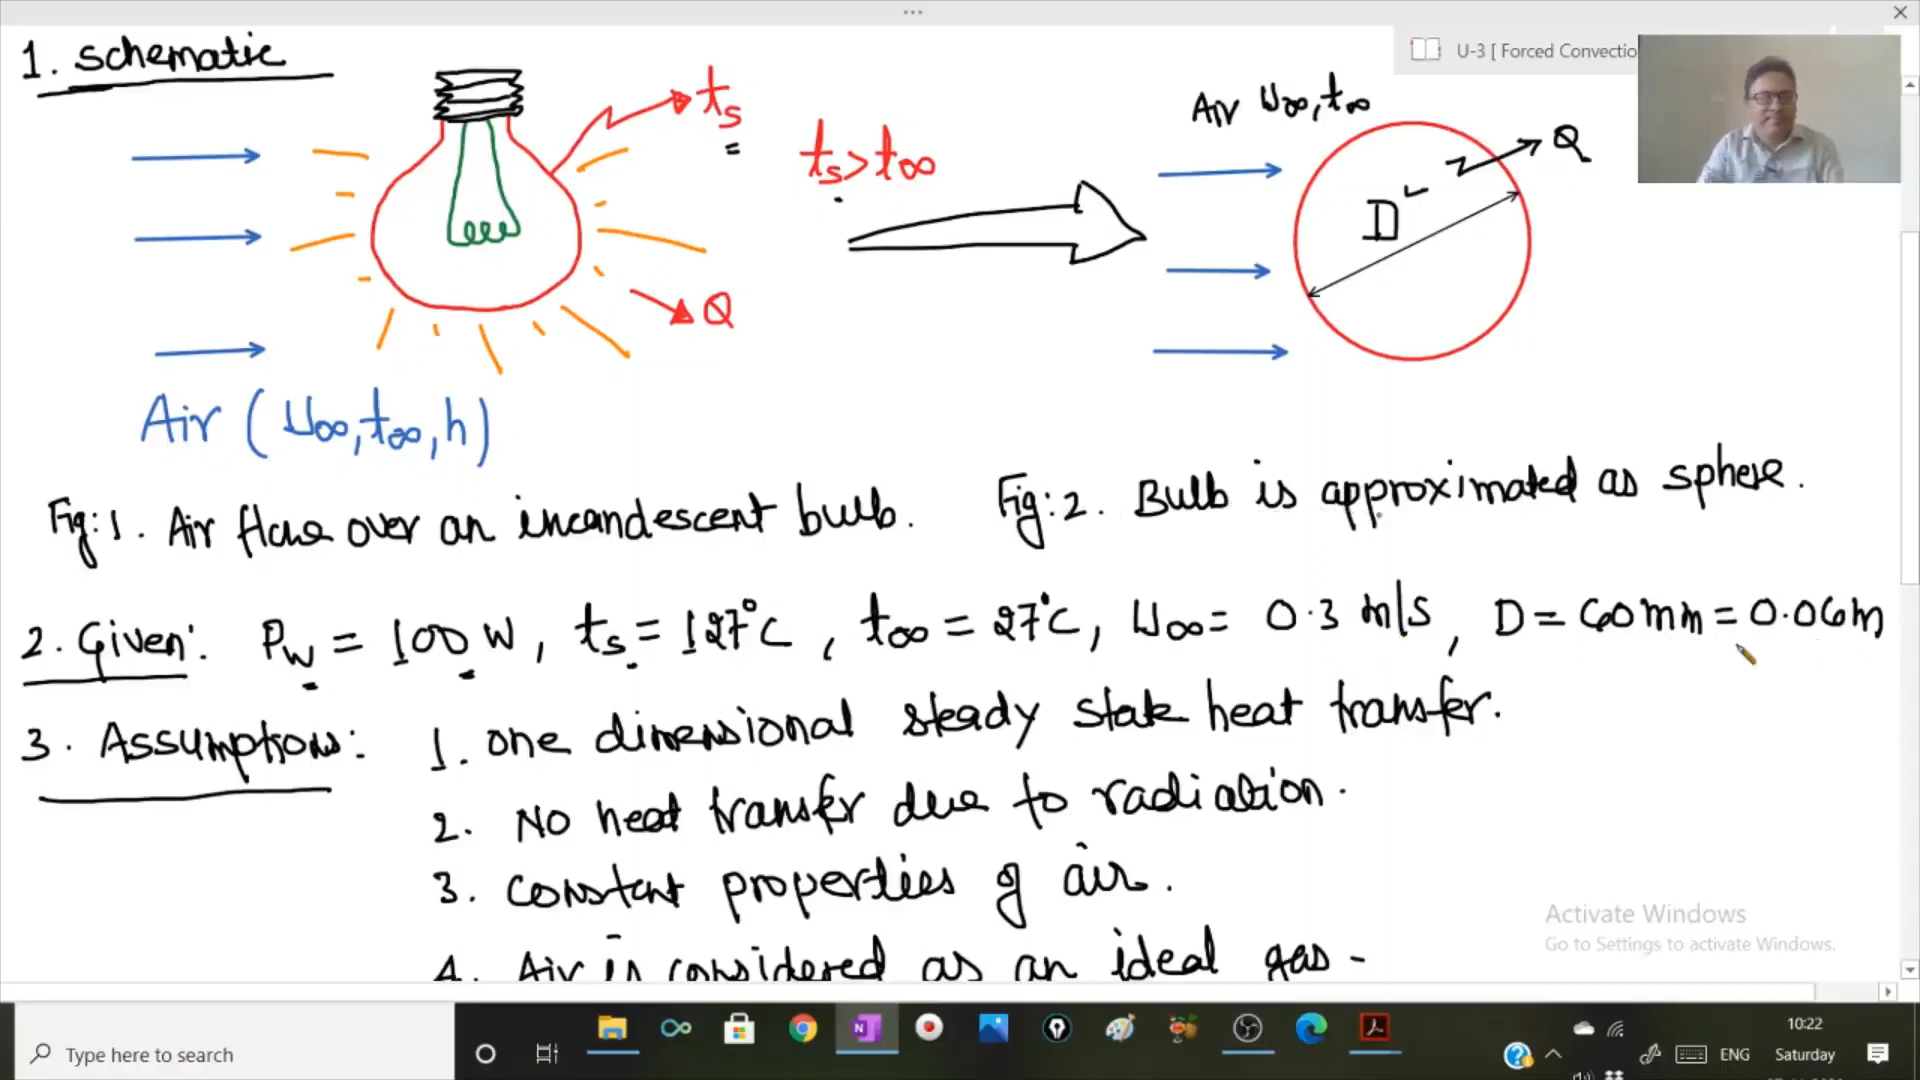 1. schematic
U-3 [ Forced Convectio
ts
Air U∞, t∞
ts > t∞
Q
D
Q
Air ( U∞, t∞, h )
Fig:1. Air flow over an incandescent bulb.
Fig:2. Bulb is approximated as sphere.
2. Given: Pw = 100 W, ts = 127°C, t∞ = 27°C, U∞ = 0.3 m/s, D = 60mm = 0.06m
3. Assumptions: 1. one dimensional steady state heat transfer.
2. No heat transfer due to radiation.
3. constant properties of air.
4. Air is considered as an ideal gas -
Activate Windows
Go to Settings to activate Windows.
Type here to search
10:22
ENG
Saturday